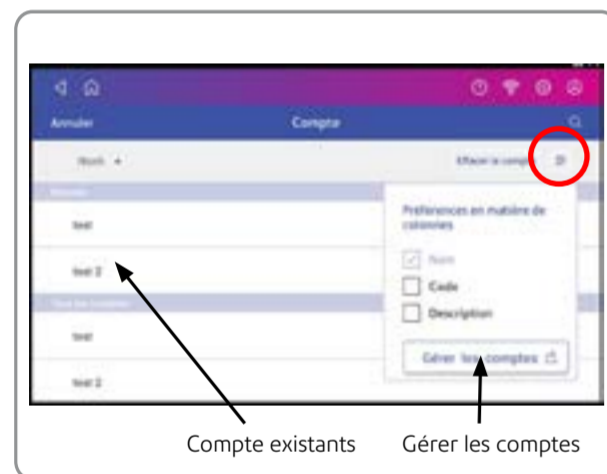 Annuler Compte
Nom Effacer le compte
Préférences en matière de
colonnes
test
Nom
test 2
Code
Description
test
Gérer les comptes
test 2
Compte existants Gérer les comptes